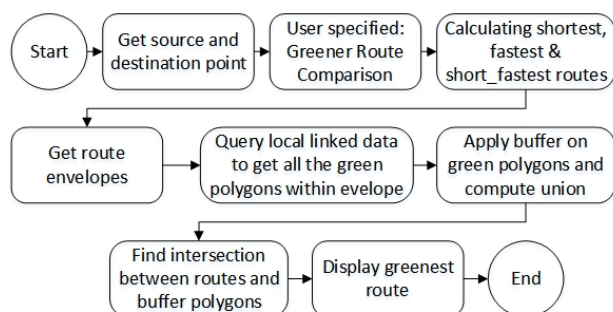 Start
Get source and
destination point
User specified:
Greener Route
Comparison
Calculating shortest,
fastest &
short_fastest routes
Get route
envelopes
Query local linked data
to get all the green
polygons within evelope
Apply buffer on
green polygons and
compute union
Find intersection
between routes and
buffer polygons
Display greenest
route
End